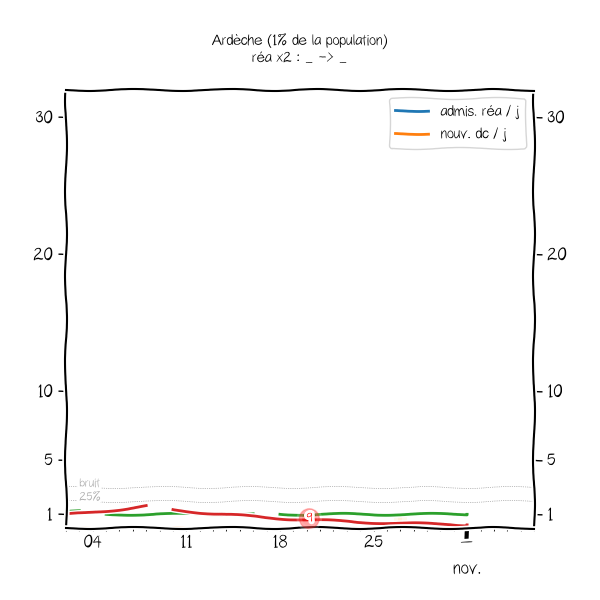 Ardèche (1% de la population)
réa x2 : _ -> _
admis. réa / j
nouv. dc / j
30
30
20
20
10
10
5
5
bruit
25%
1
1
9
04
11
18
25
nov.